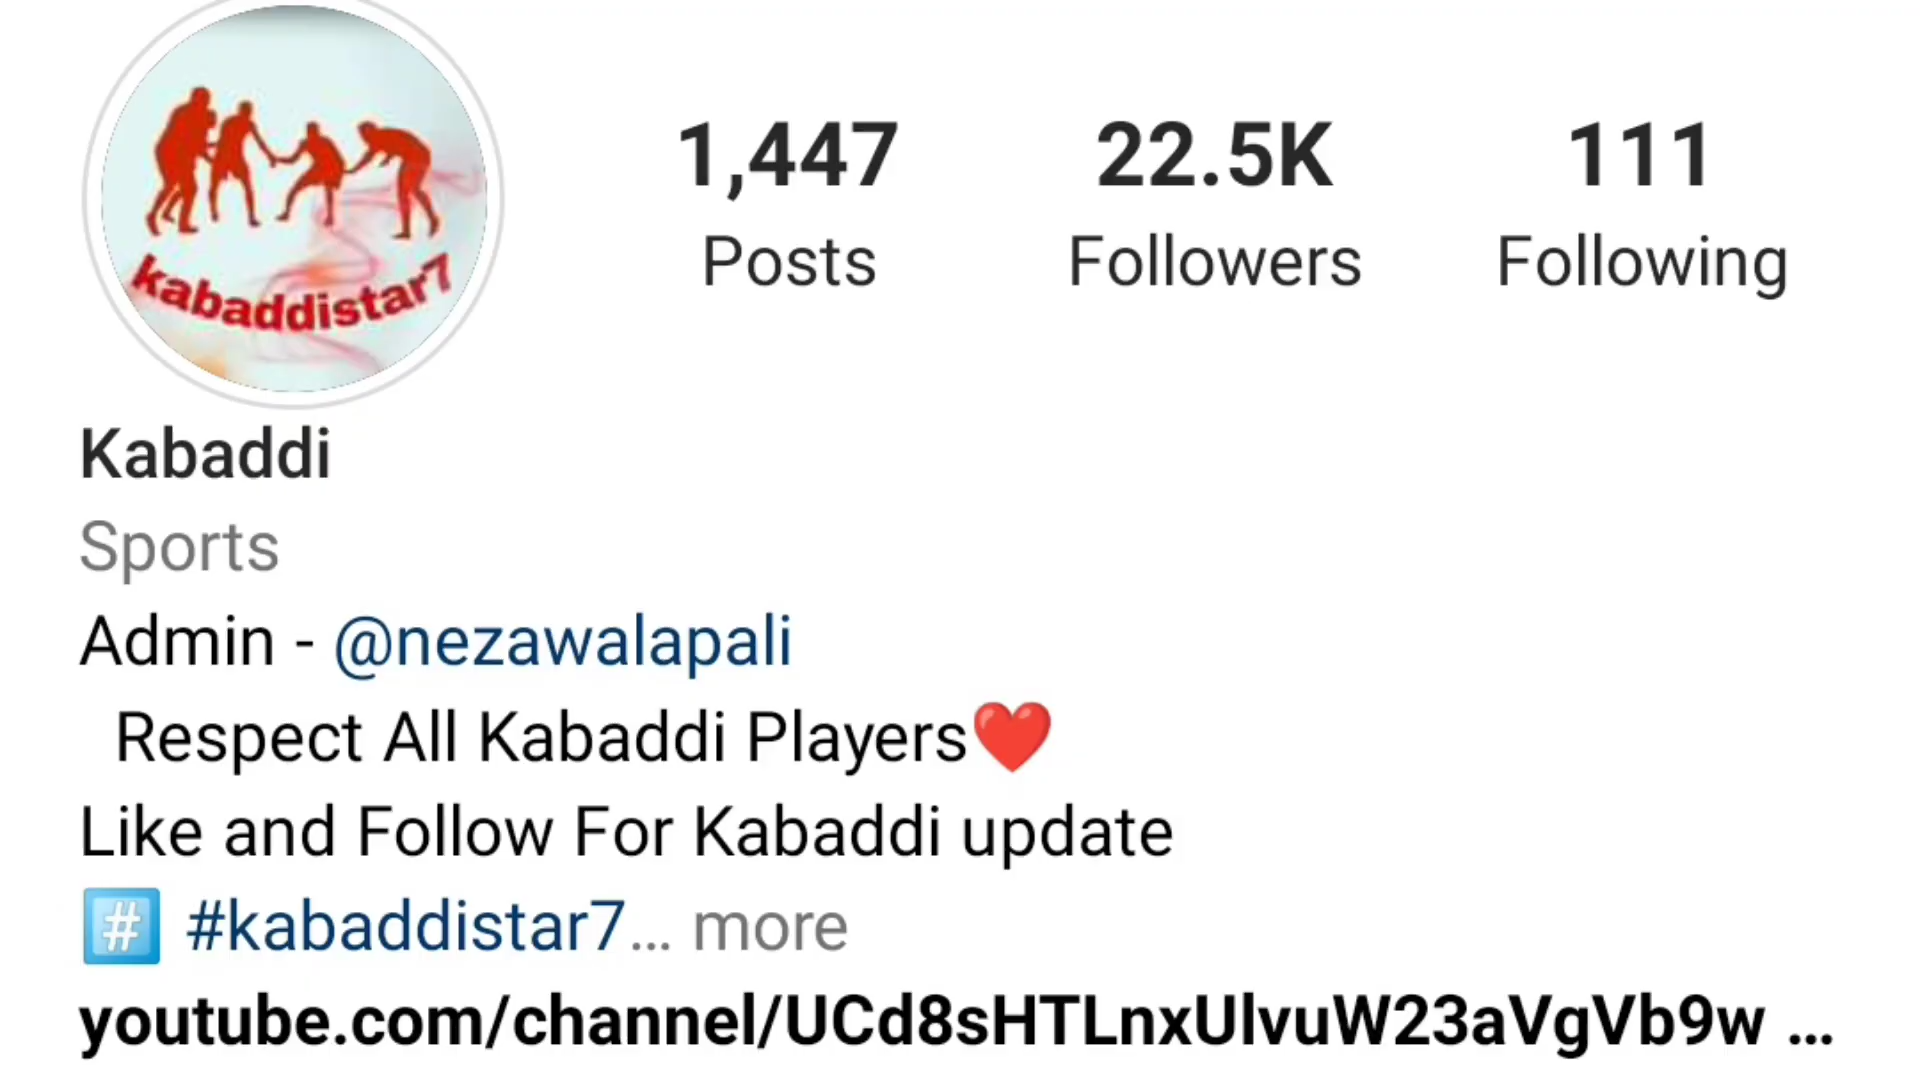 kabaddistar7
1,447 22.5K 111
Posts Followers Following
Kabaddi
Sports
Admin - @nezawalapali
Respect All Kabaddi Players❤️
Like and Follow For Kabaddi update
#️⃣ #kabaddistar7... more
youtube.com/channel/UCd8sHTLnxUlvuW23aVgVb9w ...